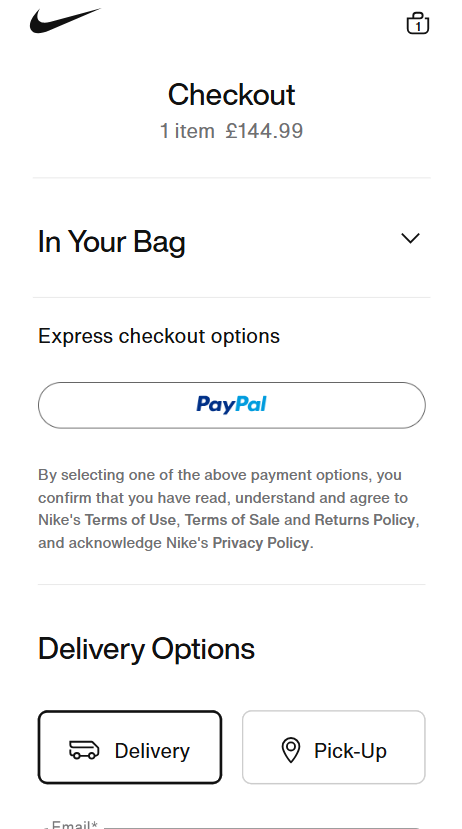 1
Checkout
1 item £144.99
In Your Bag
Express checkout options
PayPal
By selecting one of the above payment options, you
confirm that you have read, understand and agree to
Nike's Terms of Use, Terms of Sale and Returns Policy,
and acknowledge Nike's Privacy Policy.
Delivery Options
Delivery
Pick-Up
Email*